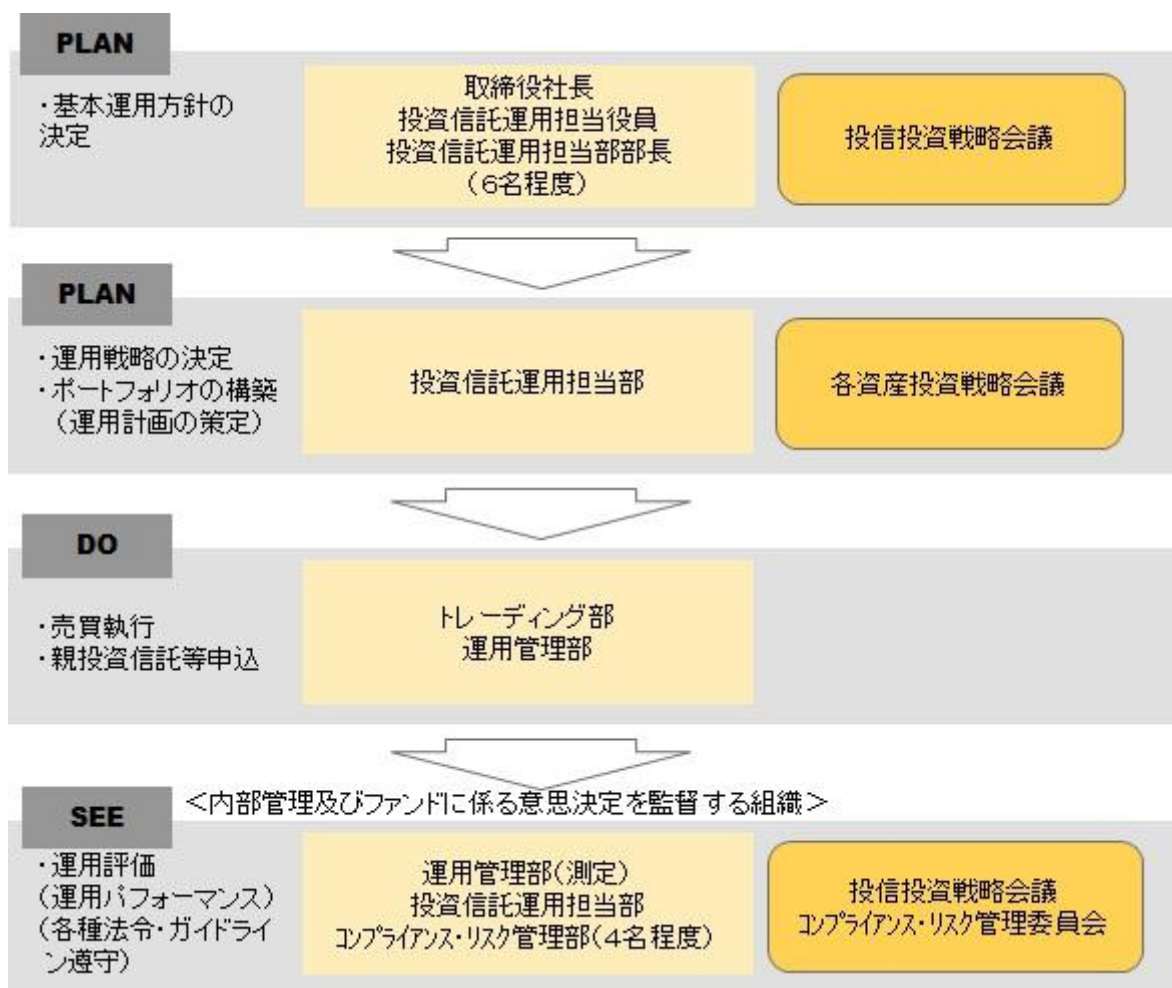 PLAN
・基本運用方針の
決定
取締役社長
投資信託運用担当役員
投資信託運用担当部部長
(6名程度)
投信投資戦略会議
PLAN
・運用戦略の決定
・ポートフォリオの構築
(運用計画の策定)
投資信託運用担当部
各資産投資戦略会議
DO
・売買執行
・親投資信託等申込
トレーディング部
運用管理部
SEE
<内部管理及びファンドに係る意思決定を監督する組織>
・運用評価
(運用パフォーマンス)
(各種法令・ガイドライ
ン遵守)
運用管理部(測定)
投資信託運用担当部
コンプライアンス・リスク管理部(4名程度)
投信投資戦略会議
コンプライアンス・リスク管理委員会